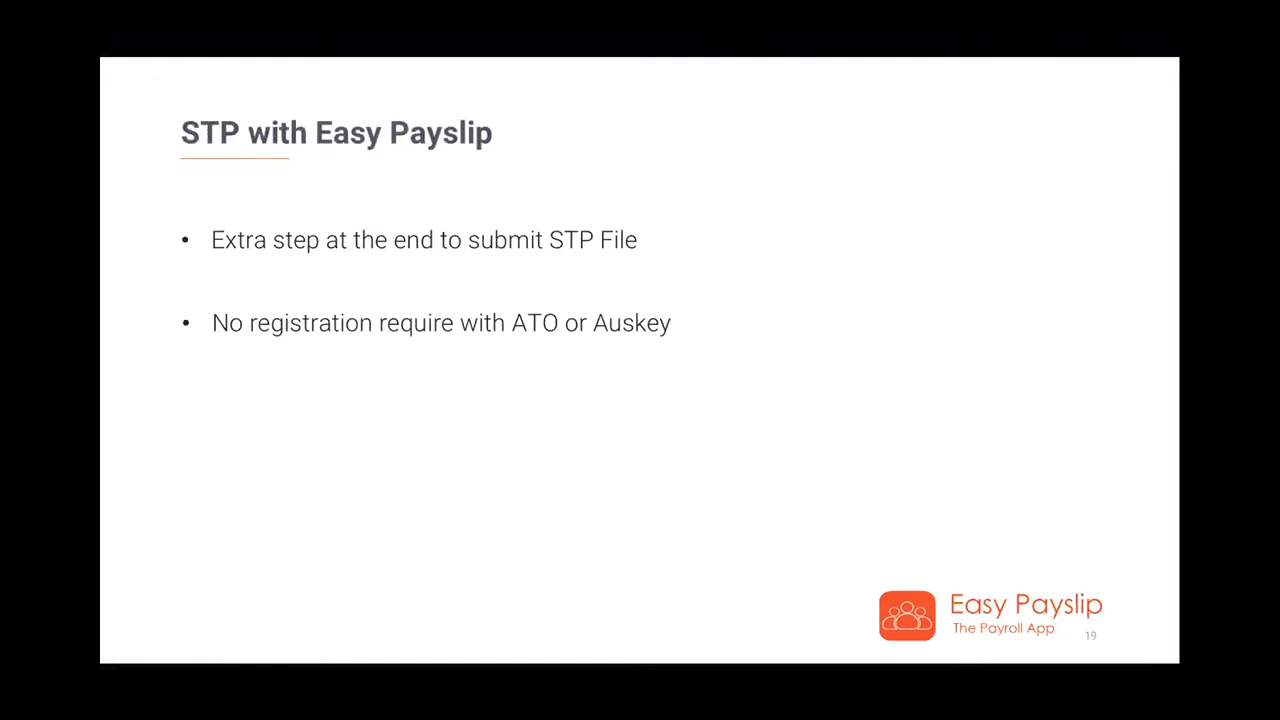 STP with Easy Payslip
• Extra step at the end to submit STP File
• No registration require with ATO or Auskey
Easy Payslip
The Payroll App
19